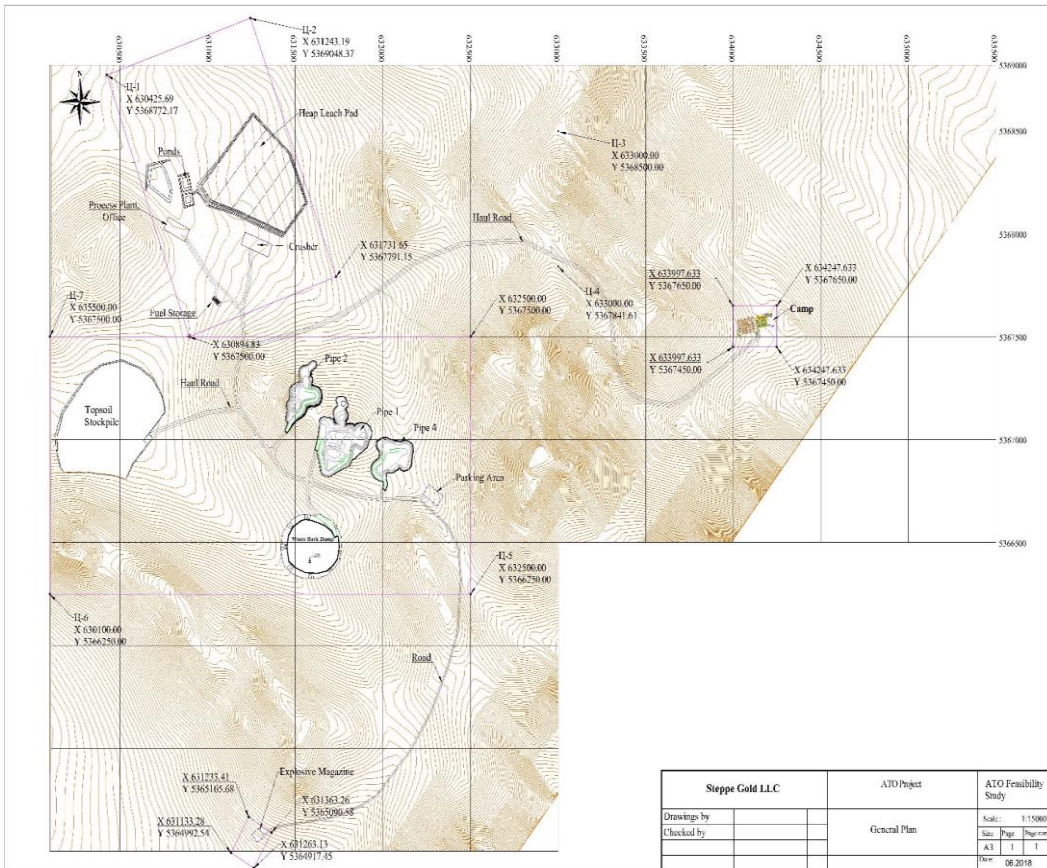 630500
631000
631500
632000
632500
633000
633500
634000
634500
635000
635500
5369000
5368000
5367500
5367000
5366500
N
Ц-2
X 631243.19
Y 5369048.37
Ц-1
X 630425.69
Y 5368772.17
Heap Leach Pad
Ponds
Process Plant,
Office
Crusher
Fuel Storage
Ц-3
X 633000.00
Y 5368500.00
Haul Road
X 631731.65
Y 5367791.15
Ц-4
X 633000.00
Y 5367841.61
X 633997.633
Y 5367650.00
X 634247.633
Y 5367650.00
Camp
Ц-7
X 635500.00
Y 5367500.00
X 632500.00
Y 5367500.00
X 630894.83
Y 5367500.00
X 633997.633
Y 5367450.00
X 634247.633
Y 5367450.00
Haul Road
Pipe 2
Pipe 1
Pipe 4
Topsoil
Stockpile
Parking Area
Waste Rock Dump
Ц-5
X 632500.00
Y 5366250.00
Ц-6
X 630100.00
Y 5366250.00
Road
X 631233.41
Y 5365165.68
Explosive Magazine
X 631363.26
Y 5365090.58
X 631133.28
Y 5364992.54
X 631263.13
Y 5364917.45
Steppe Gold LLC
ATO Project
ATO Feasibility
Study
Drawings by
Checked by
General Plan
Scale: 1:15000
Size Page
A3 1 1
Date: 06.2018